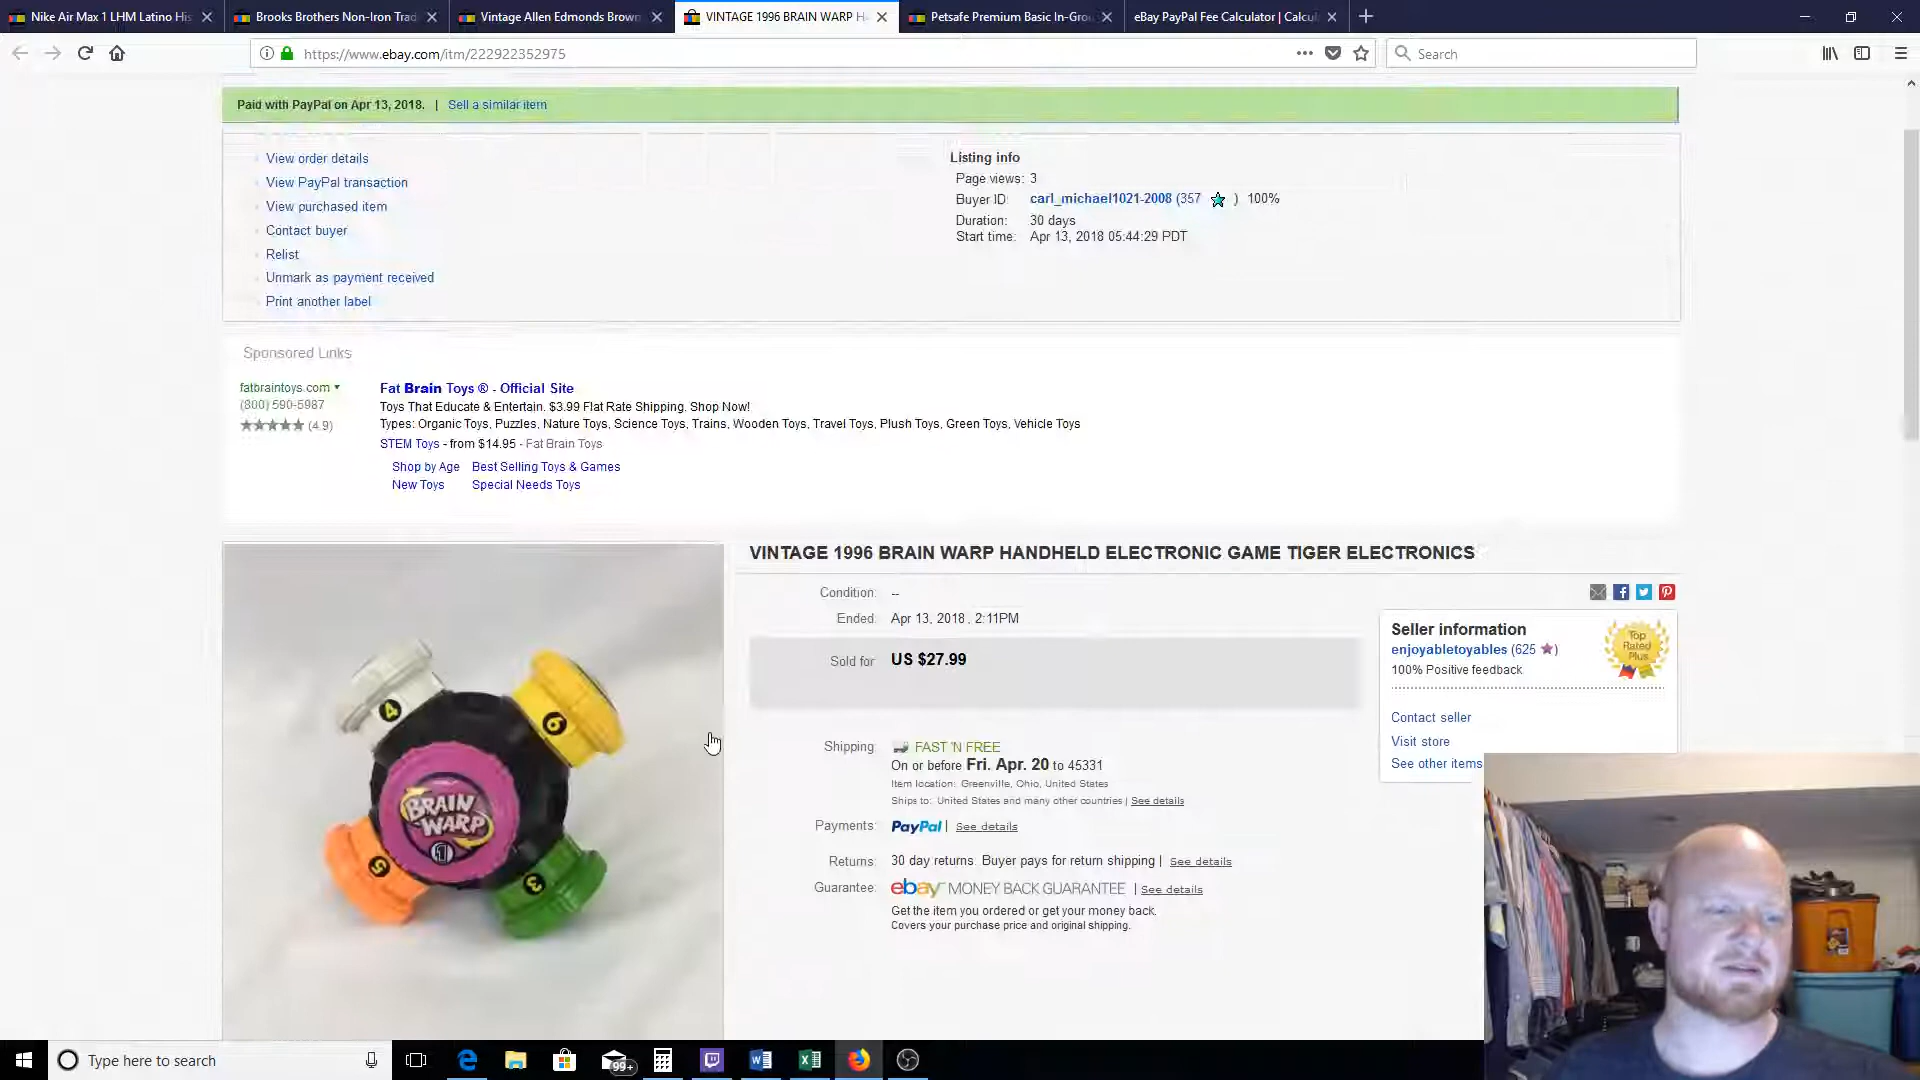 Nike Air Max 1 LHM Latino His
Brooks Brothers Non-Iron Trad
Vintage Allen Edmonds Brown
VINTAGE 1996 BRAIN WARP H
Petsafe Premium Basic In-Grou
eBay PayPal Fee Calculator | Calcul
https://www.ebay.com/itm/222922352975
Search
Paid with PayPal on Apr 13, 2018. | Sell a similar item
View order details
View PayPal transaction
View purchased item
Contact buyer
Relist
Unmark as payment received
Print another label
Listing info
Page views: 3
Buyer ID: carl_michael1021-2008 (357 ) 100%
Duration: 30 days
Start time: Apr 13, 2018 05:44:29 PDT
Sponsored Links
fatbraintoys.com
(800) 590-5987
(4.9)
Fat Brain Toys ® - Official Site
Toys That Educate & Entertain. $3.99 Flat Rate Shipping. Shop Now!
Types: Organic Toys, Puzzles, Nature Toys, Science Toys, Trains, Wooden Toys, Travel Toys, Plush Toys, Green Toys, Vehicle Toys
STEM Toys - from $14.95 - Fat Brain Toys
Shop by Age Best Selling Toys & Games
New Toys Special Needs Toys
4
6
BRAIN
WARP
1
5
3
VINTAGE 1996 BRAIN WARP HANDHELD ELECTRONIC GAME TIGER ELECTRONICS
Condition: --
Ended: Apr 13, 2018 , 2:11PM
Sold for US $27.99
Shipping: FAST 'N FREE
On or before Fri. Apr. 20 to 45331
Item location: Greenville, Ohio, United States
Ships to: United States and many other countries | See details
Payments: PayPal | See details
Returns: 30 day returns. Buyer pays for return shipping | See details
Guarantee: ebay MONEY BACK GUARANTEE | See details
Get the item you ordered or get your money back.
Covers your purchase price and original shipping.
Seller information
enjoyabletoyables (625 )
100% Positive feedback
Top
Rated
Plus
Contact seller
Visit store
See other items
Type here to search
99+